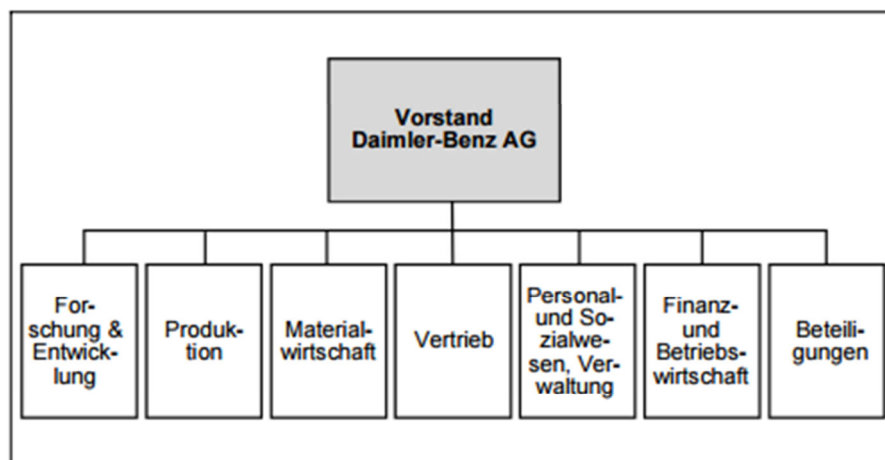 Vorstand
Daimler-Benz AG
For-
schung &
Entwick-
lung
Produk-
tion
Material-
wirtschaft
Vertrieb
Personal-
und So-
zialwe-
sen, Ver-
waltung
Finanz-
und
Betriebs-
wirtschaft
Beteili-
gungen